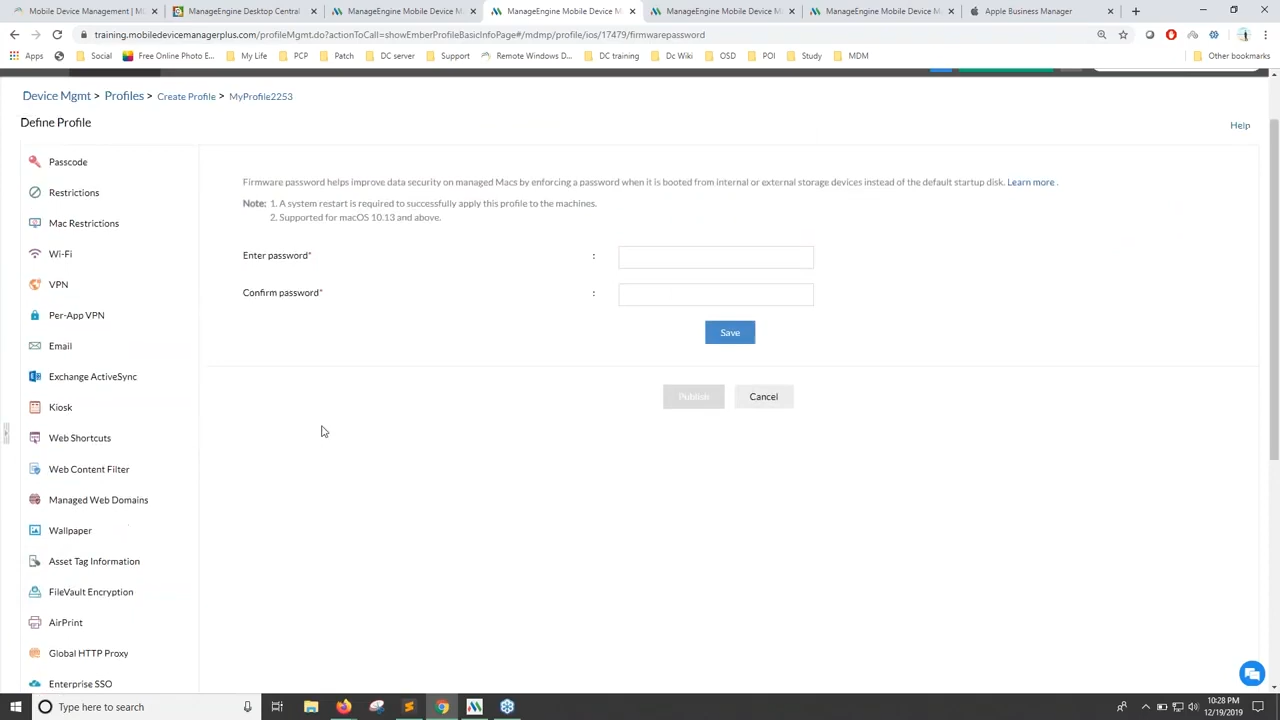 Mobile Device Management | M
ManageEngine Desktop Central
ManageEngine Mobile Device M
ManageEngine Mobile Device M
ManageEngine Mobile Device M
ManageEngine Mobile Device M
Apple Business Manager
training.mobiledevicemanagerplus.com/profileMgmt.do?actionToCall=showEmberProfileBasicInfoPage#/mdmp/profile/ios/17479/firmwarepassword
Apps
Social
Free Online Photo E...
My Life
PCP
Patch
DC server
Support
Remote Windows D...
DC training
Dc Wiki
OSD
POI
Study
MDM
Other bookmarks
Device Mgmt > Profiles > Create Profile > MyProfile2253
Define Profile
Help
Passcode
Restrictions
Mac Restrictions
Wi-Fi
VPN
Per-App VPN
Email
Exchange ActiveSync
Kiosk
Web Shortcuts
Web Content Filter
Managed Web Domains
Wallpaper
Asset Tag Information
FileVault Encryption
AirPrint
Global HTTP Proxy
Enterprise SSO
Firmware password helps improve data security on managed Macs by enforcing a password when it is booted from internal or external storage devices instead of the default startup disk. Learn more .
Note: 1. A system restart is required to successfully apply this profile to the machines.
2. Supported for macOS 10.13 and above.
Enter password* :
Confirm password* :
Save
Publish
Cancel
Type here to search
10:28 PM
12/19/2019